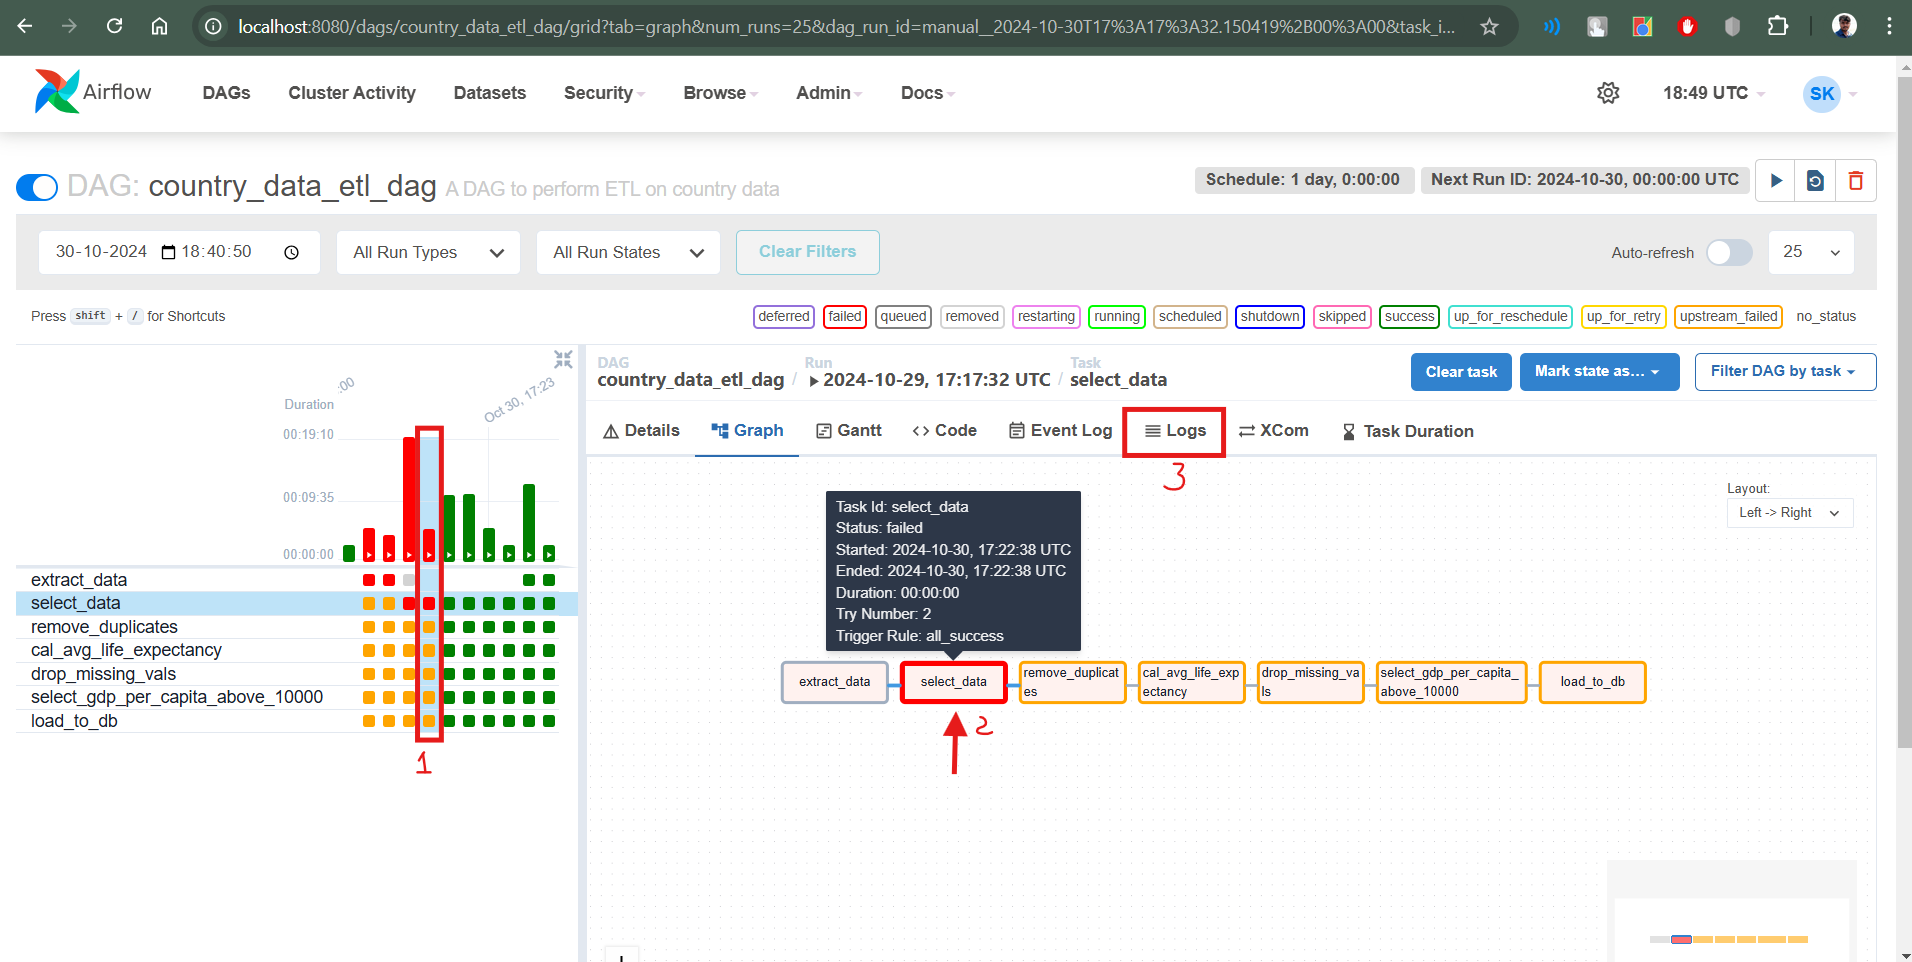 localhost:8080/dags/country_data_etl_dag/grid?tab=graph&num_runs=25&dag_run_id=manual__2024-10-30T17%3A17%3A32.150419%2B00%3A00&task_i...
Airflow DAGs Cluster Activity Datasets Security Browse Admin Docs 18:49 UTC SK
DAG: country_data_etl_dag A DAG to perform ETL on country data
Schedule: 1 day, 0:00:00 Next Run ID: 2024-10-30, 00:00:00 UTC
30-10-2024 18:40:50 All Run Types All Run States Clear Filters Auto-refresh 25
Press shift + / for Shortcuts
deferred failed queued removed restarting running scheduled shutdown skipped success up_for_reschedule up_for_retry upstream_failed no_status
:00
Oct 30, 17:23
Duration
00:19:10
00:09:35
00:00:00
extract_data
select_data
remove_duplicates
cal_avg_life_expectancy
drop_missing_vals
select_gdp_per_capita_above_10000
load_to_db
1
DAG Run Task
country_data_etl_dag / 2024-10-29, 17:17:32 UTC / select_data
Clear task Mark state as... Filter DAG by task
Details Graph Gantt Code Event Log Logs XCom Task Duration
3
Layout:
Left -> Right
Task Id: select_data
Status: failed
Started: 2024-10-30, 17:22:38 UTC
Ended: 2024-10-30, 17:22:38 UTC
Duration: 00:00:00
Try Number: 2
Trigger Rule: all_success
extract_data
select_data
remove_duplicat
es
cal_avg_life_exp
ectancy
drop_missing_va
ls
select_gdp_per_capita_
above_10000
load_to_db
2